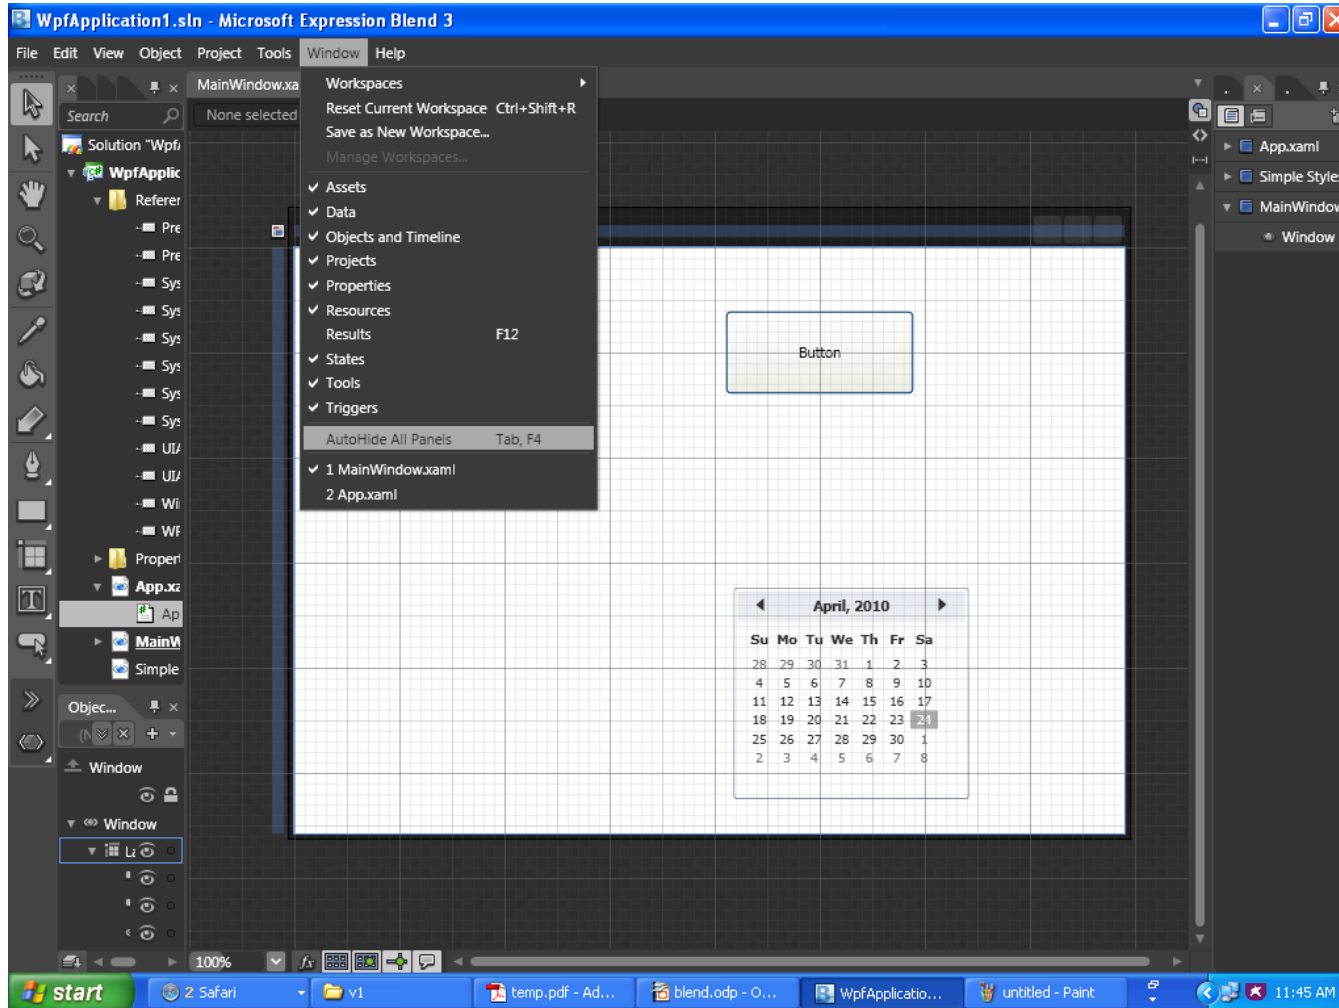 WpfApplication1.sln - Microsoft Expression Blend 3
File Edit View Object Project Tools Window Help
MainWindow.xa
Search
None selected
Solution "Wpf
WpfApplic
Referer
Pre
Pre
Sys
Sys
Sys
Sys
Sys
Sys
UIA
UIA
Wi
WF
Propert
App.xa
Ap
MainW
Simple
Objec...
Window
Window
La
Workspaces
Reset Current Workspace Ctrl+Shift+R
Save as New Workspace...
Manage Workspaces...
Assets
Data
Objects and Timeline
Projects
Properties
Resources
Results F12
States
Tools
Triggers
AutoHide All Panels Tab, F4
1 MainWindow.xaml
2 App.xaml
Button
April, 2010
Su Mo Tu We Th Fr Sa
28 29 30 31 1 2 3
4 5 6 7 8 9 10
11 12 13 14 15 16 17
18 19 20 21 22 23 24
25 26 27 28 29 30 1
2 3 4 5 6 7 8
App.xaml
Simple Style
MainWindow
Window
100%
fx
start
2 Safari
v1
temp.pdf - Ad...
blend.odp - O...
WpfApplicatio...
untitled - Paint
11:45 AM